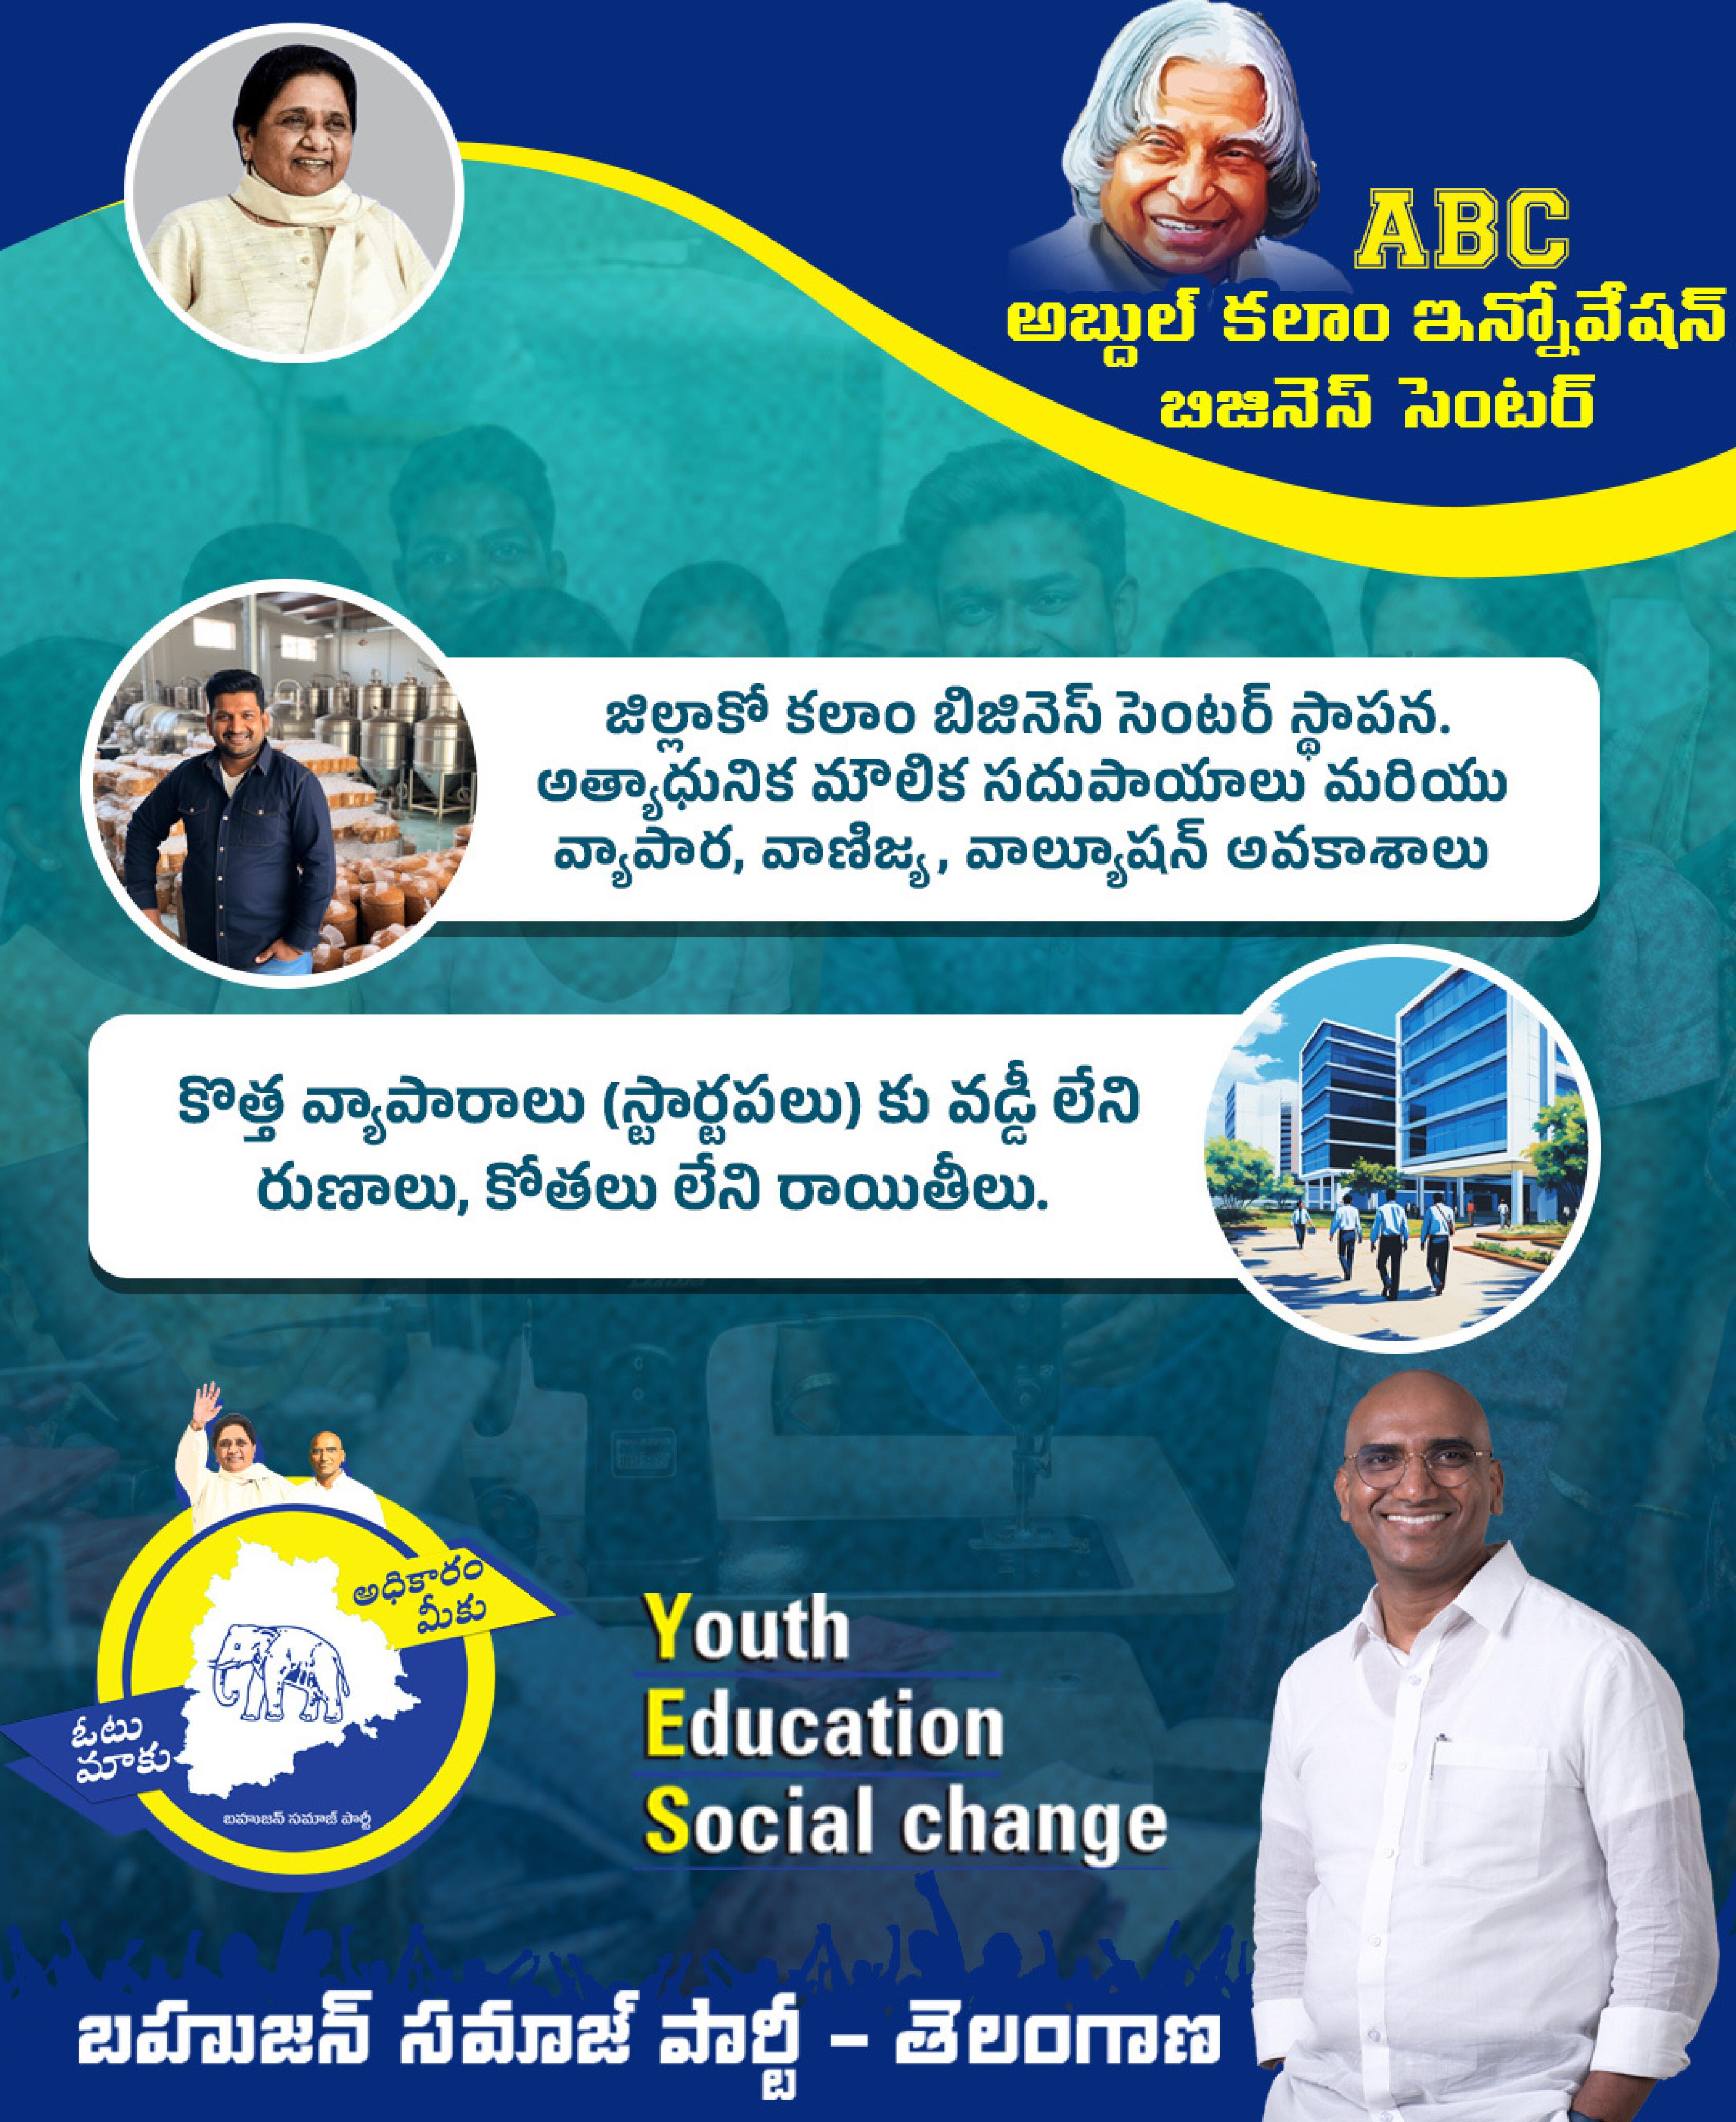 ABC
అబ్దుల్ కలాం ఇన్నోవేషన్
బిజినెస్ సెంటర్
జిల్లాకో కలాం బిజినెస్ సెంటర్ స్థాపన.
అత్యాధునిక మౌలిక సదుపాయాలు మరియు
వ్యాపార, వాణిజ్య, వాల్యూషన్ అవకాశాలు
కొత్త వ్యాపారాలు (స్టార్టపలు) కు వడ్డీ లేని
రుణాలు, కోతలు లేని రాయితీలు.
అధికారం
మీకు
ఓటు
మాకు
బహుజన్ సమాజ్ పార్టీ
Youth
Education
Social change
బహుజన్ సమాజ్ పార్టీ – తెలంగాణ